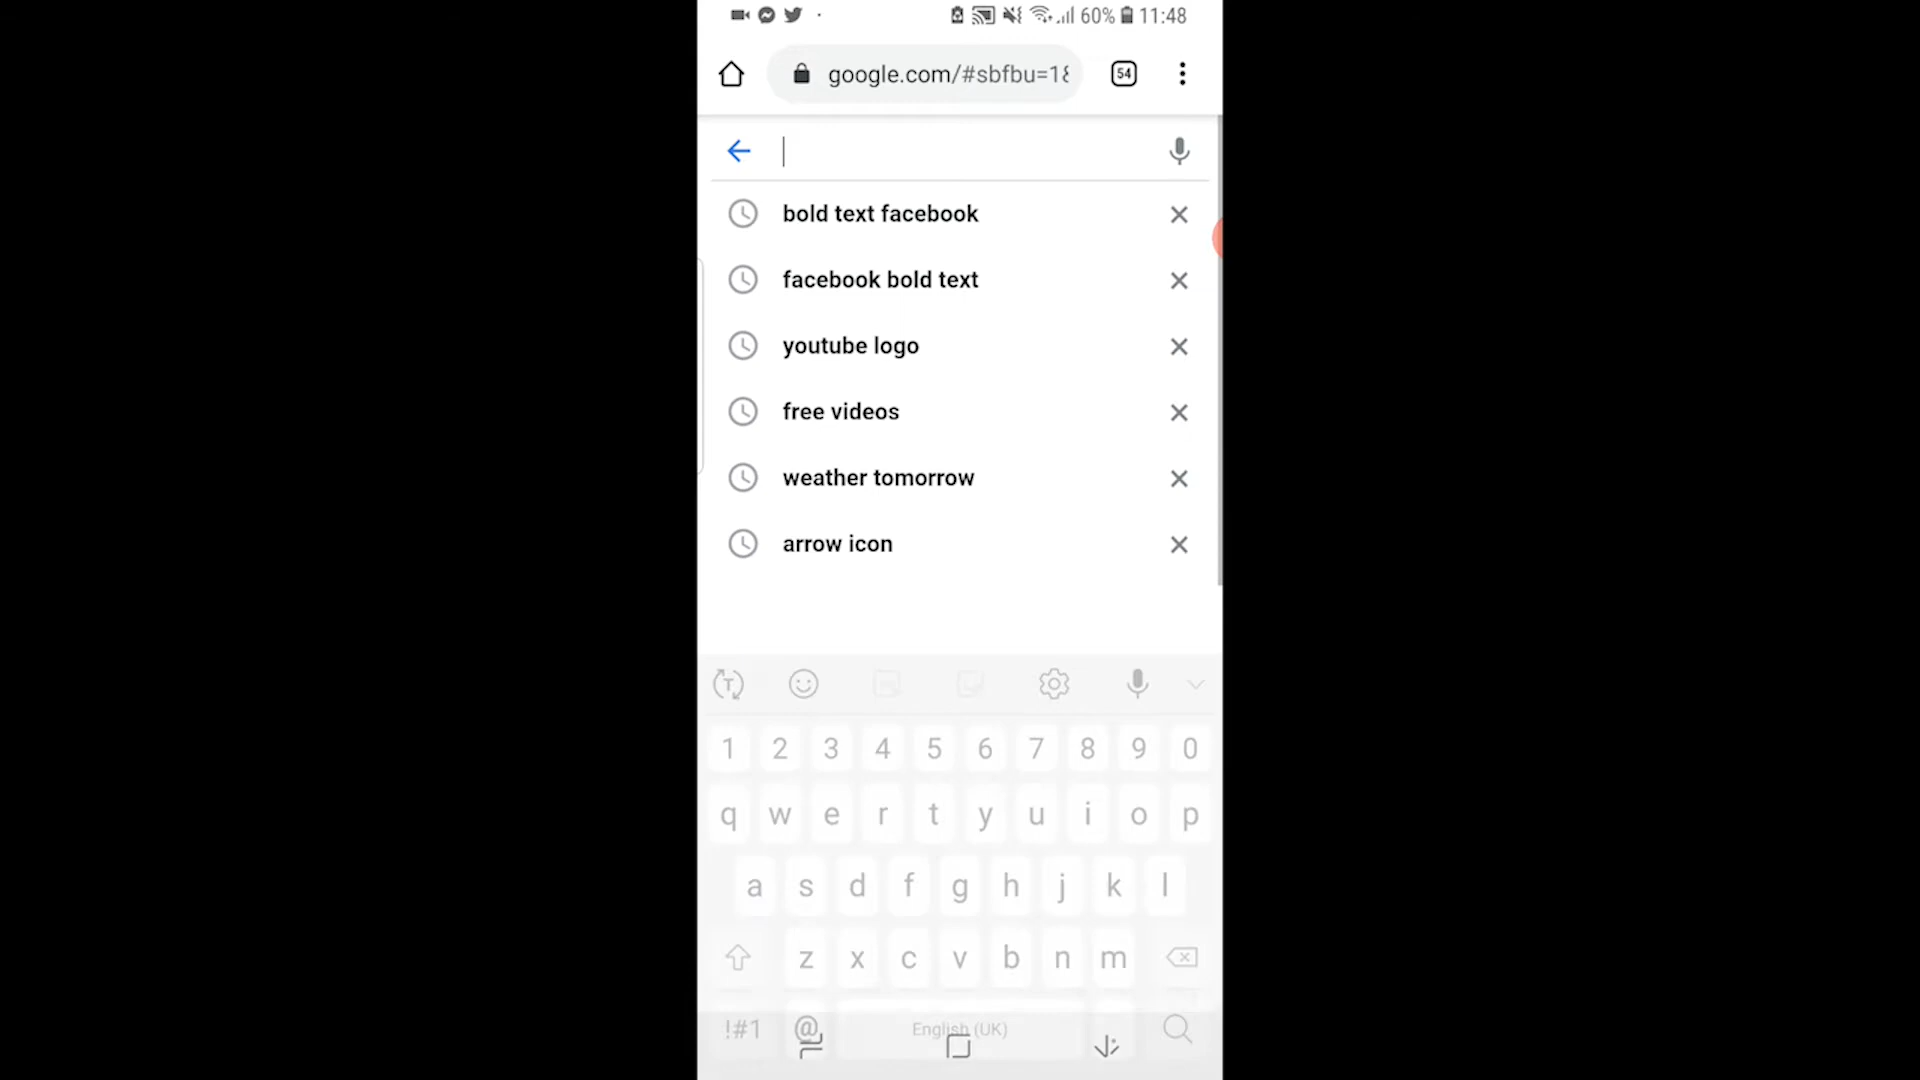 60% 11:48
google.com/#sbfbu=1&
54
bold text facebook
facebook bold text
youtube logo
free videos
weather tomorrow
arrow icon
T
1 2 3 4 5 6 7 8 9 0
q w e r t y u i o p
a s d f g h j k l
z x c v b n m
!#1 @ English (UK)